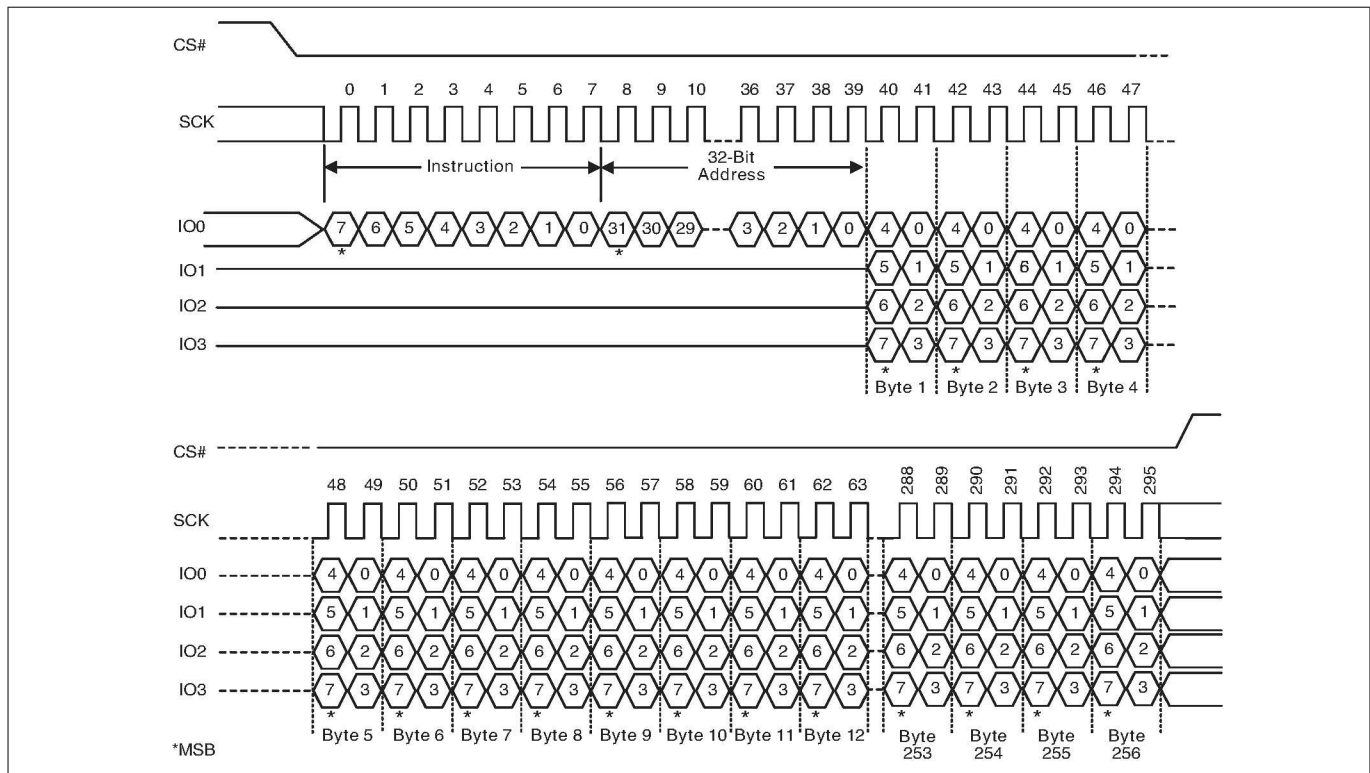 CS#
0 1 2 3 4 5 6 7 8 9 10 36 37 38 39 40 41 42 43 44 45 46 47
SCK
Instruction
32-Bit
Address
IO0 7 6 5 4 3 2 1 0 31 30 29 3 2 1 0 4 0 4 0 4 0 4 0
* *
IO1 5 1 5 1 6 1 5 1
IO2 6 2 6 2 6 2 6 2
IO3 7 3 7 3 7 3 7 3
* * * *
Byte 1 Byte 2 Byte 3 Byte 4
CS#
48 49 50 51 52 53 54 55 56 57 58 59 60 61 62 63 288 289 290 291 292 293 294 295
SCK
IO0 4 0 4 0 4 0 4 0 4 0 4 0 4 0 4 0 4 0 4 0 4 0 4 0
IO1 5 1 5 1 5 1 5 1 5 1 5 1 5 1 5 1 5 1 5 1 5 1 5 1
IO2 6 2 6 2 6 2 6 2 6 2 6 2 6 2 6 2 6 2 6 2 6 2 6 2
IO3 7 3 7 3 7 3 7 3 7 3 7 3 7 3 7 3 7 3 7 3 7 3 7 3
* * * * * * * * * * * *
Byte 5 Byte 6 Byte 7 Byte 8 Byte 9 Byte 10 Byte 11 Byte 12 Byte Byte Byte Byte
253 254 255 256
*MSB